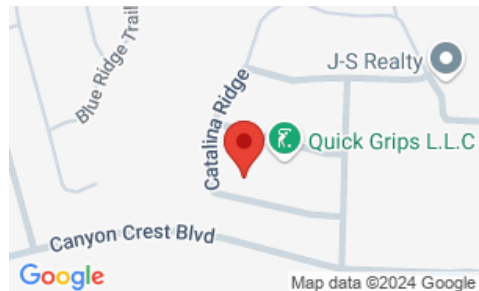 Blue Ridge Trail
J-S Realty
Catalina Ridge
Quick Grips L.L.C
Canyon Crest Blvd
Google
Map data ©2024 Google